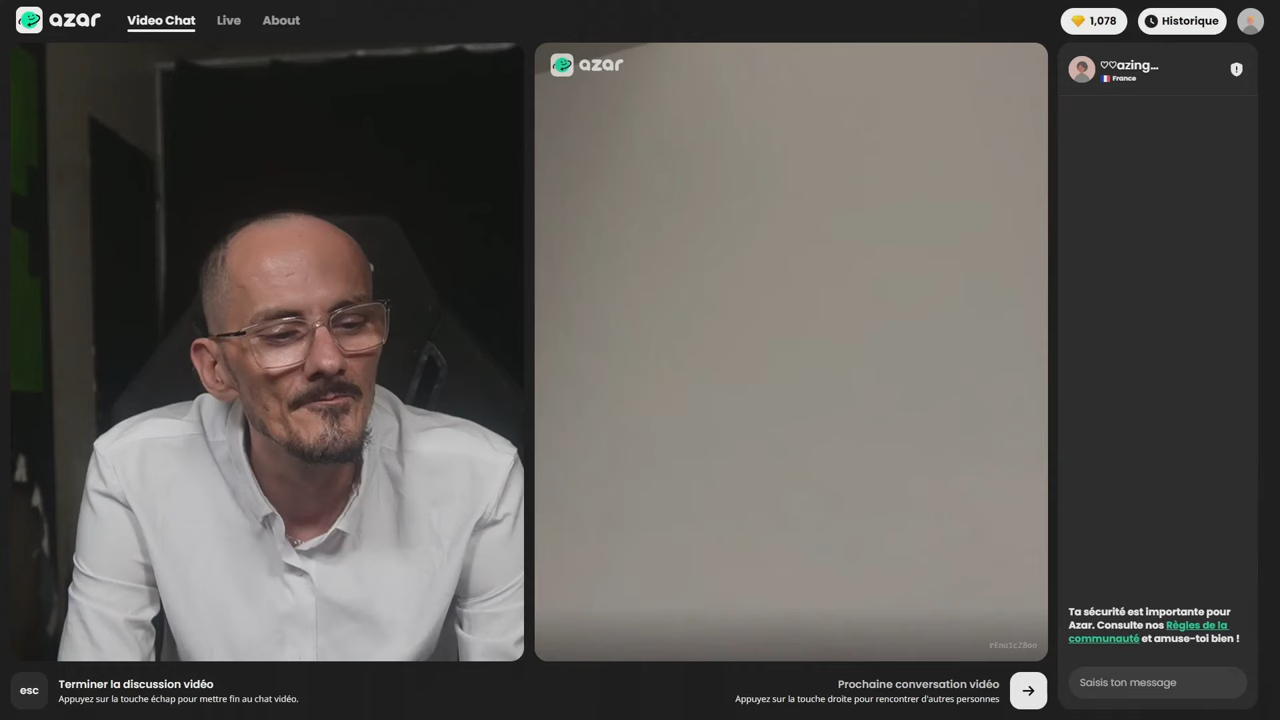 azar
Video Chat
Live
About
1,078
Historique
azar
♡♡azing...
France
Ta sécurité est importante pour
Azar. Consulte nos Règles de la
communauté et amuse-toi bien !
Saisis ton message
esc
Terminer la discussion vidéo
Appuyez sur la touche échap pour mettre fin au chat vidéo.
Prochaine conversation vidéo
Appuyez sur la touche droite pour rencontrer d'autres personnes